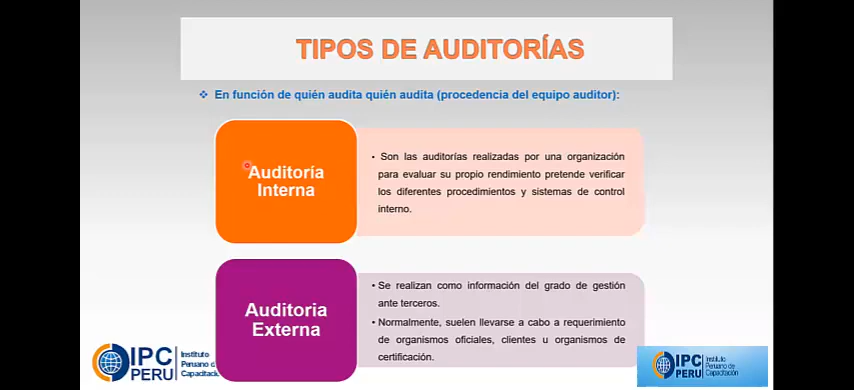 TIPOS DE AUDITORÍAS
❖ En función de quién audita quién audita (procedencia del equipo auditor):
Auditoría
Interna
• Son las auditorías realizadas por una organización
para evaluar su propio rendimiento pretende verificar
los diferentes procedimientos y sistemas de control
interno.
Auditoria
Externa
• Se realizan como información del grado de gestión
ante terceros.
• Normalmente, suelen llevarse a cabo a requerimiento
de organismos oficiales, clientes u organismos de
certificación.
IPC
PERU
Instituto
Peruano de
Capacitació
IPC
PERU
Instituto
Peruano de
Capacitación